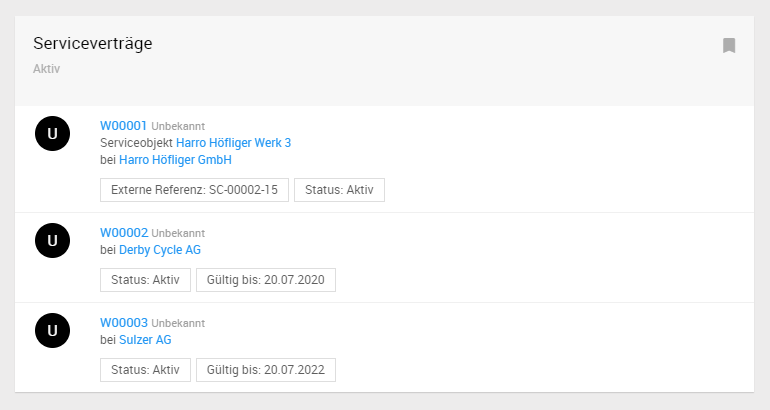 Serviceverträge
Aktiv
U
W00001 Unbekannt
Serviceobjekt Harro Höfliger Werk 3
bei Harro Höfliger GmbH
Externe Referenz: SC-00002-15 Status: Aktiv
U
W00002 Unbekannt
bei Derby Cycle AG
Status: Aktiv Gültig bis: 20.07.2020
U
W00003 Unbekannt
bei Sulzer AG
Status: Aktiv Gültig bis: 20.07.2022